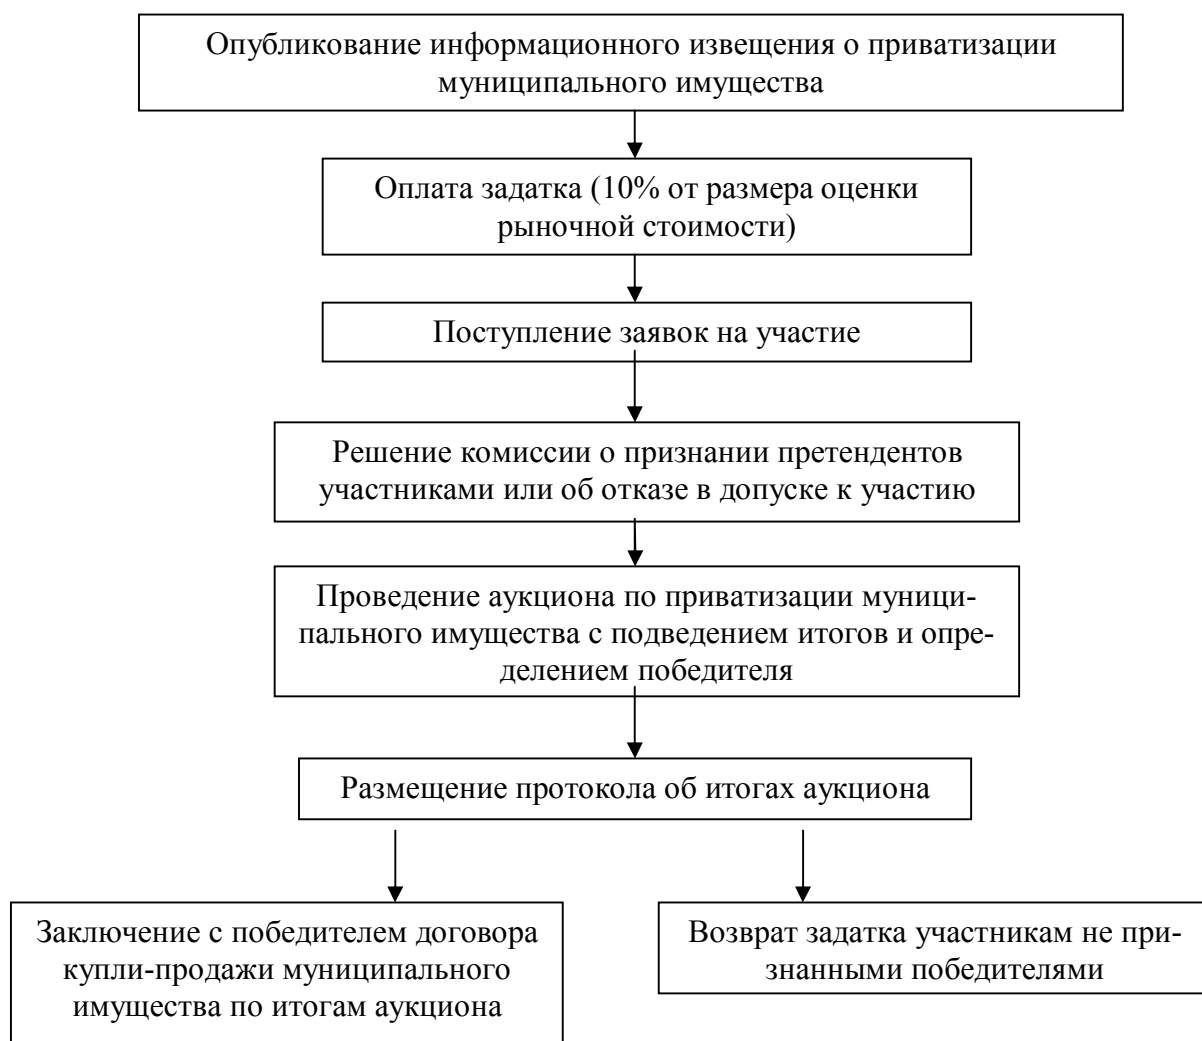 Опубликование информационного извещения о приватизации
муниципального имущества
Оплата задатка (10% от размера оценки
рыночной стоимости)
Поступление заявок на участие
Решение комиссии о признании претендентов
участниками или об отказе в допуске к участию
Проведение аукциона по приватизации муници-
пального имущества с подведением итогов и опре-
делением победителя
Размещение протокола об итогах аукциона
Заключение с победителем договора
купли-продажи муниципального
имущества по итогам аукциона
Возврат задатка участникам не при-
знанными победителями